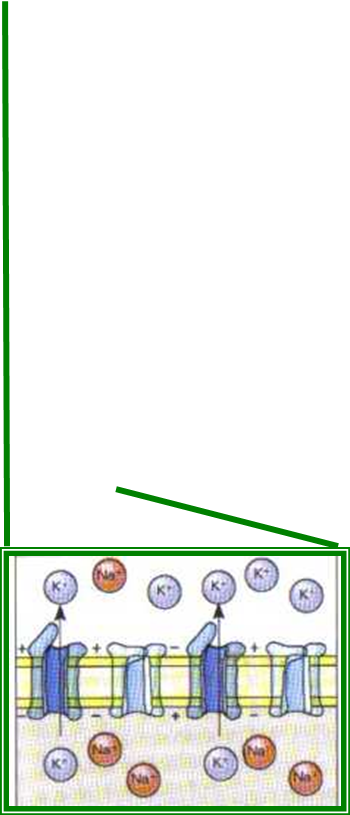 K⁺ Na⁺ K⁺ K⁺ K⁺ K⁺
+ + - +
- + -
K⁺ Na⁺ Na⁺ K⁺ Na⁺ Na⁺